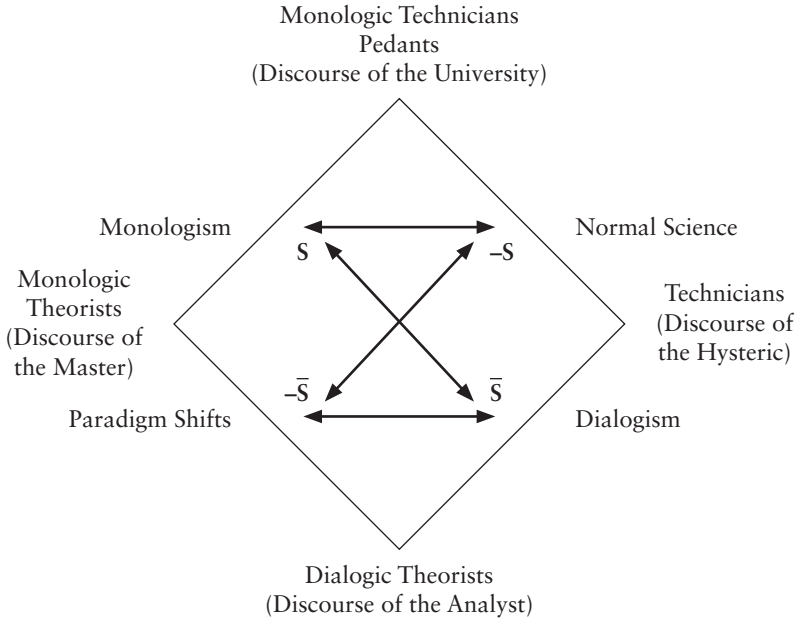 Monologic Technicians
Pedants
(Discourse of the University)
Monologism
Normal Science
S
–S
Monologic
Theorists
(Discourse of
the Master)
Technicians
(Discourse of
the Hysteric)
–S̅
S̅
Paradigm Shifts
Dialogism
Dialogic Theorists
(Discourse of the Analyst)